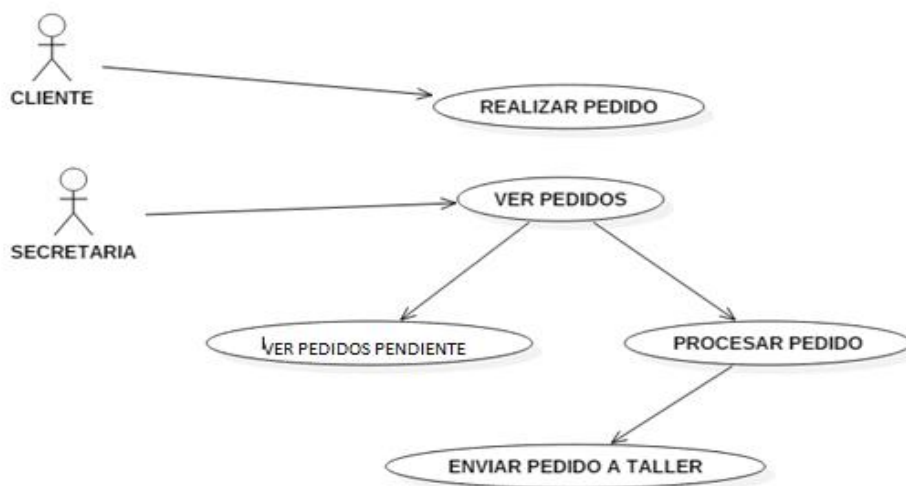 CLIENTE
REALIZAR PEDIDO
VER PEDIDOS
SECRETARIA
VER PEDIDOS PENDIENTE
PROCESAR PEDIDO
ENVIAR PEDIDO A TALLER